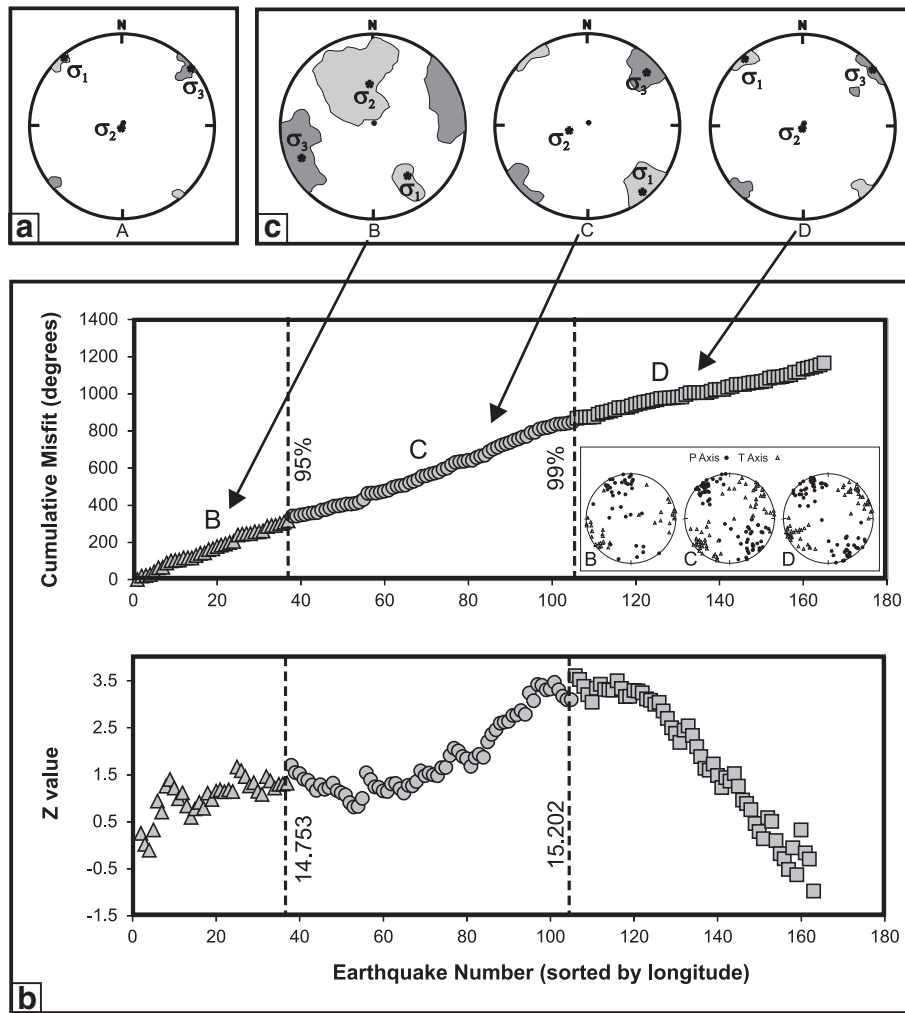 N
σ1
σ3
σ2
A
a
N
σ2
σ3
σ1
B
N
σ3
σ2
σ1
C
N
σ1
σ3
σ2
D
c
1400
1200
1000
800
600
400
200
0
Cumulative Misfit (degrees)
B
95%
C
99%
D
P Axis T Axis
B
C
D
0 20 40 60 80 100 120 140 160 180
3.5
2.5
1.5
0.5
-0.5
-1.5
Z value
14.753
15.202
0 20 40 60 80 100 120 140 160 180
Earthquake Number (sorted by longitude)
b